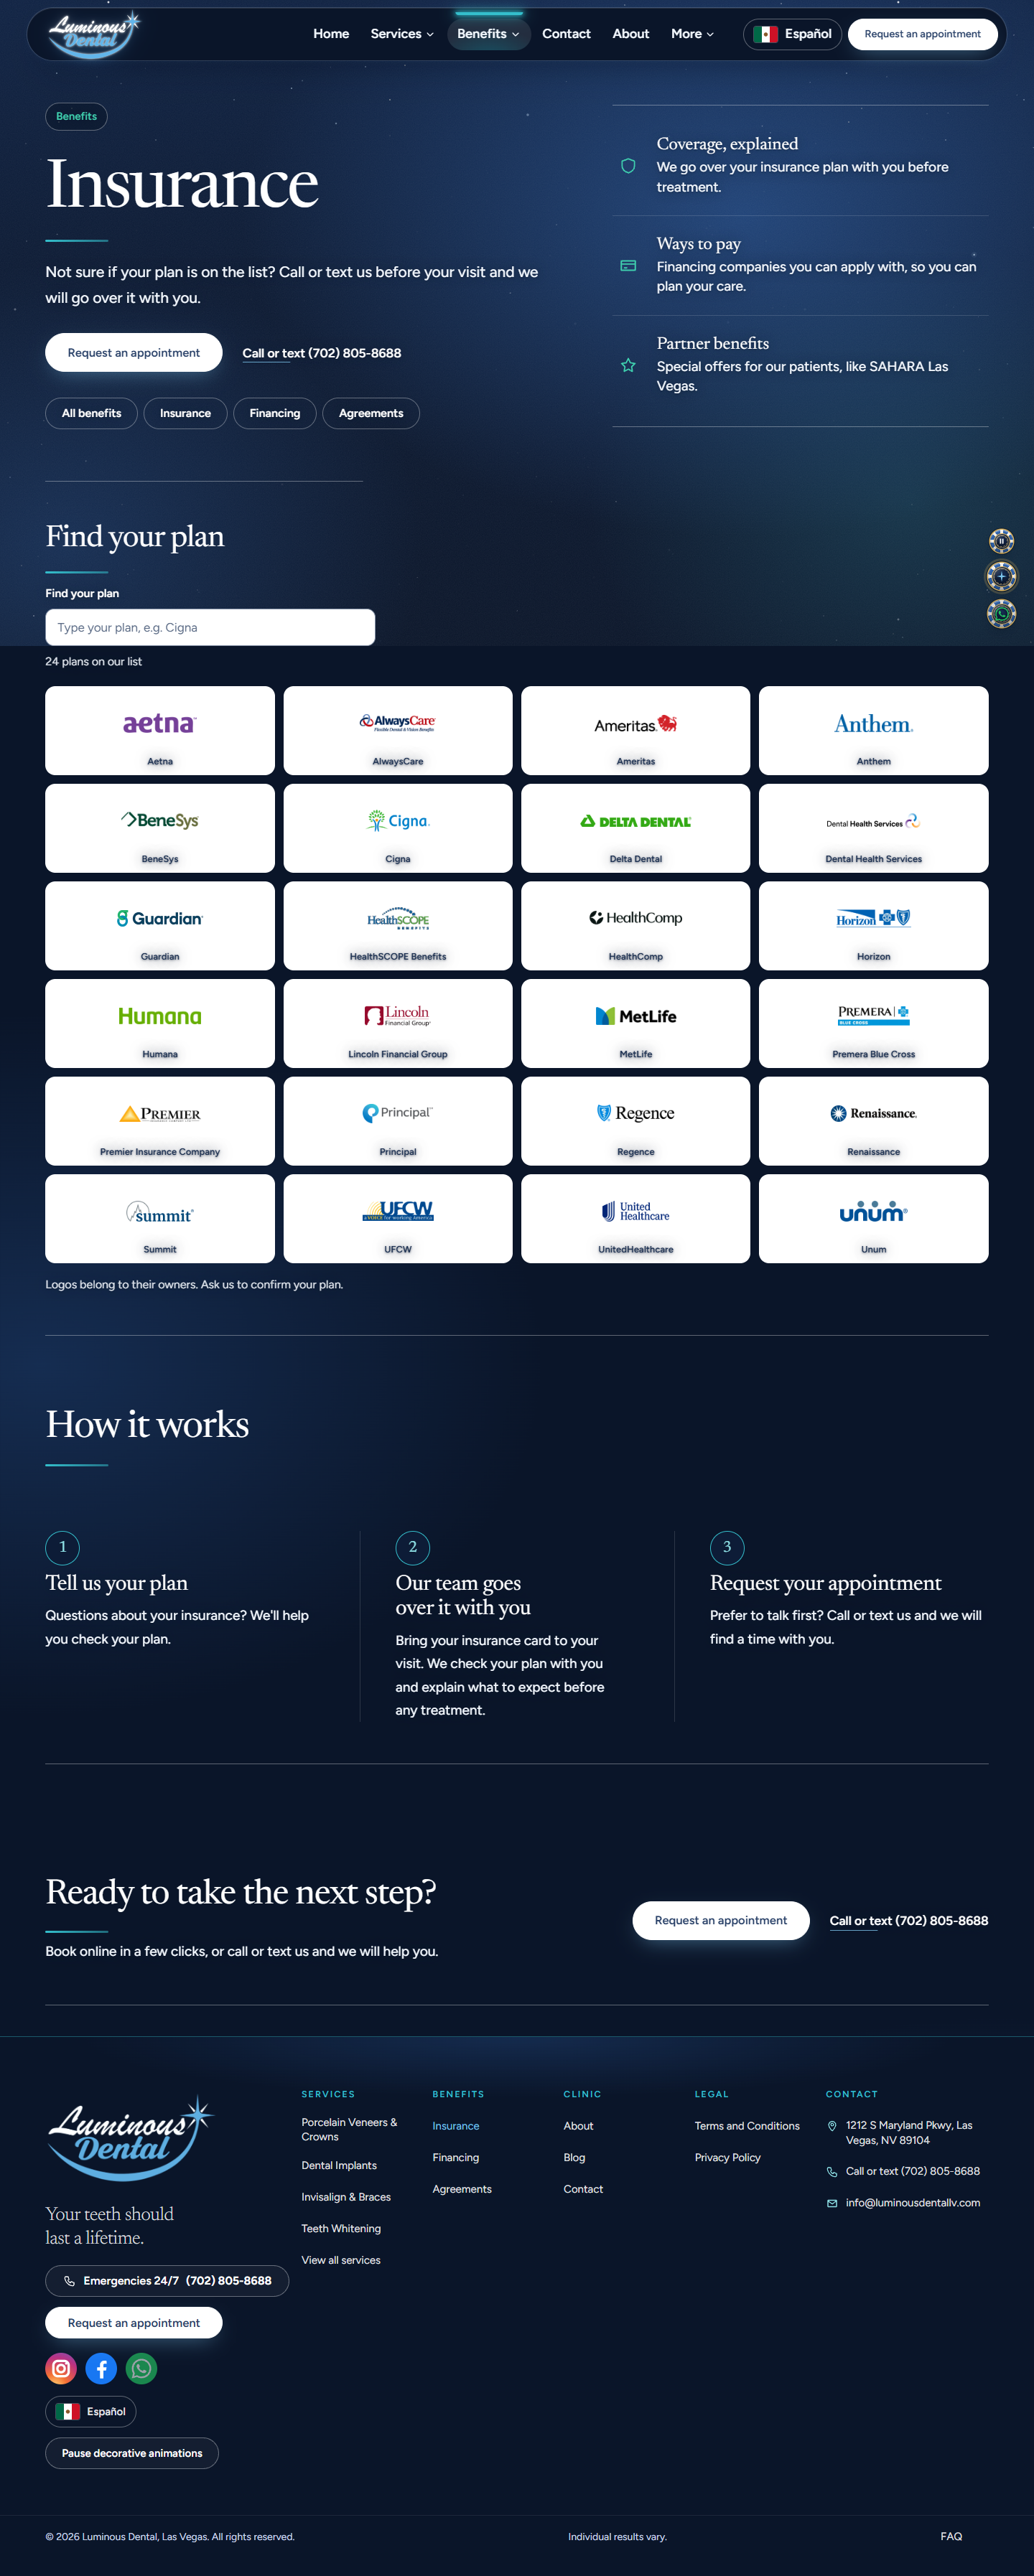 Luminous Dental
Home
Services
Benefits
Contact
About
More
Español
Request an appointment
Benefits
Insurance
Not sure if your plan is on the list? Call or text us before your visit and we
will go over it with you.
Request an appointment
Call or text (702) 805-8688
All benefits
Insurance
Financing
Agreements
Coverage, explained
We go over your insurance plan with you before
treatment.
Ways to pay
Financing companies you can apply with, so you can
plan your care.
Partner benefits
Special offers for our patients, like SAHARA Las
Vegas.
Find your plan
Find your plan
Type your plan, e.g. Cigna
24 plans on our list
aetna
Aetna
AlwaysCare
Flexible Dental & Vision Benefits
AlwaysCare
Ameritas
Ameritas
Anthem
Anthem
BeneSys
BeneSys
Cigna
Cigna
DELTA DENTAL
Delta Dental
Dental Health Services
Dental Health Services
Guardian
Guardian
HealthSCOPE
BENEFITS
HealthSCOPE Benefits
HealthComp
HealthComp
Horizon
Horizon
Humana
Humana
Lincoln
Financial Group
Lincoln Financial Group
MetLife
MetLife
PREMERA
BLUE CROSS
Premera Blue Cross
PREMIER
Premier Insurance Company
Principal
Principal
Regence
Regence
Renaissance
Renaissance
summit
Summit
UFCW
a VOICE for working America
UFCW
United
Healthcare
UnitedHealthcare
unum
Unum
Logos belong to their owners. Ask us to confirm your plan.
How it works
1
Tell us your plan
Questions about your insurance? We'll help
you check your plan.
2
Our team goes
over it with you
Bring your insurance card to your
visit. We check your plan with you
and explain what to expect before
any treatment.
3
Request your appointment
Prefer to talk first? Call or text us and we will
find a time with you.
Ready to take the next step?
Book online in a few clicks, or call or text us and we will help you.
Request an appointment
Call or text (702) 805-8688
Luminous
Dental
Your teeth should
last a lifetime.
Emergencies 24/7 (702) 805-8688
Request an appointment
Español
Pause decorative animations
SERVICES
Porcelain Veneers &
Crowns
Dental Implants
Invisalign & Braces
Teeth Whitening
View all services
BENEFITS
Insurance
Financing
Agreements
CLINIC
About
Blog
Contact
LEGAL
Terms and Conditions
Privacy Policy
CONTACT
1212 S Maryland Pkwy, Las
Vegas, NV 89104
Call or text (702) 805-8688
info@luminousdentallv.com
© 2026 Luminous Dental, Las Vegas. All rights reserved.
Individual results vary.
FAQ